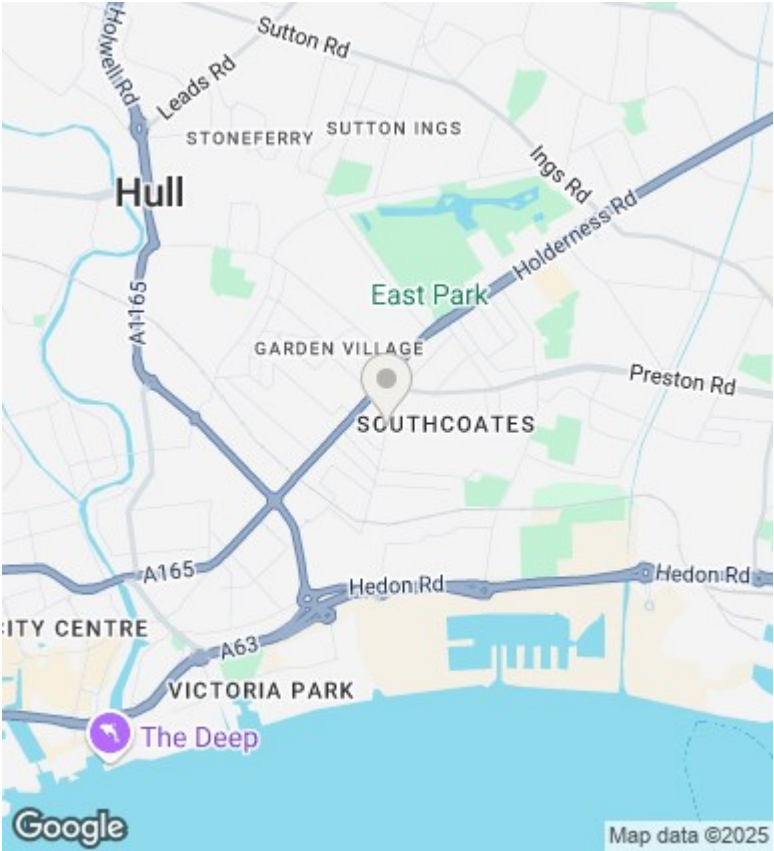 Holwell Rd
Sutton Rd
Leads Rd
STONEFERRY
SUTTON INGS
Ings Rd
Hull
Holderness Rd
East Park
A1165
GARDEN VILLAGE
Preston Rd
SOUTHCOATES
A165
Hedon Rd
Hedon Rd
CITY CENTRE
A63
VICTORIA PARK
The Deep
Google
Map data ©2025